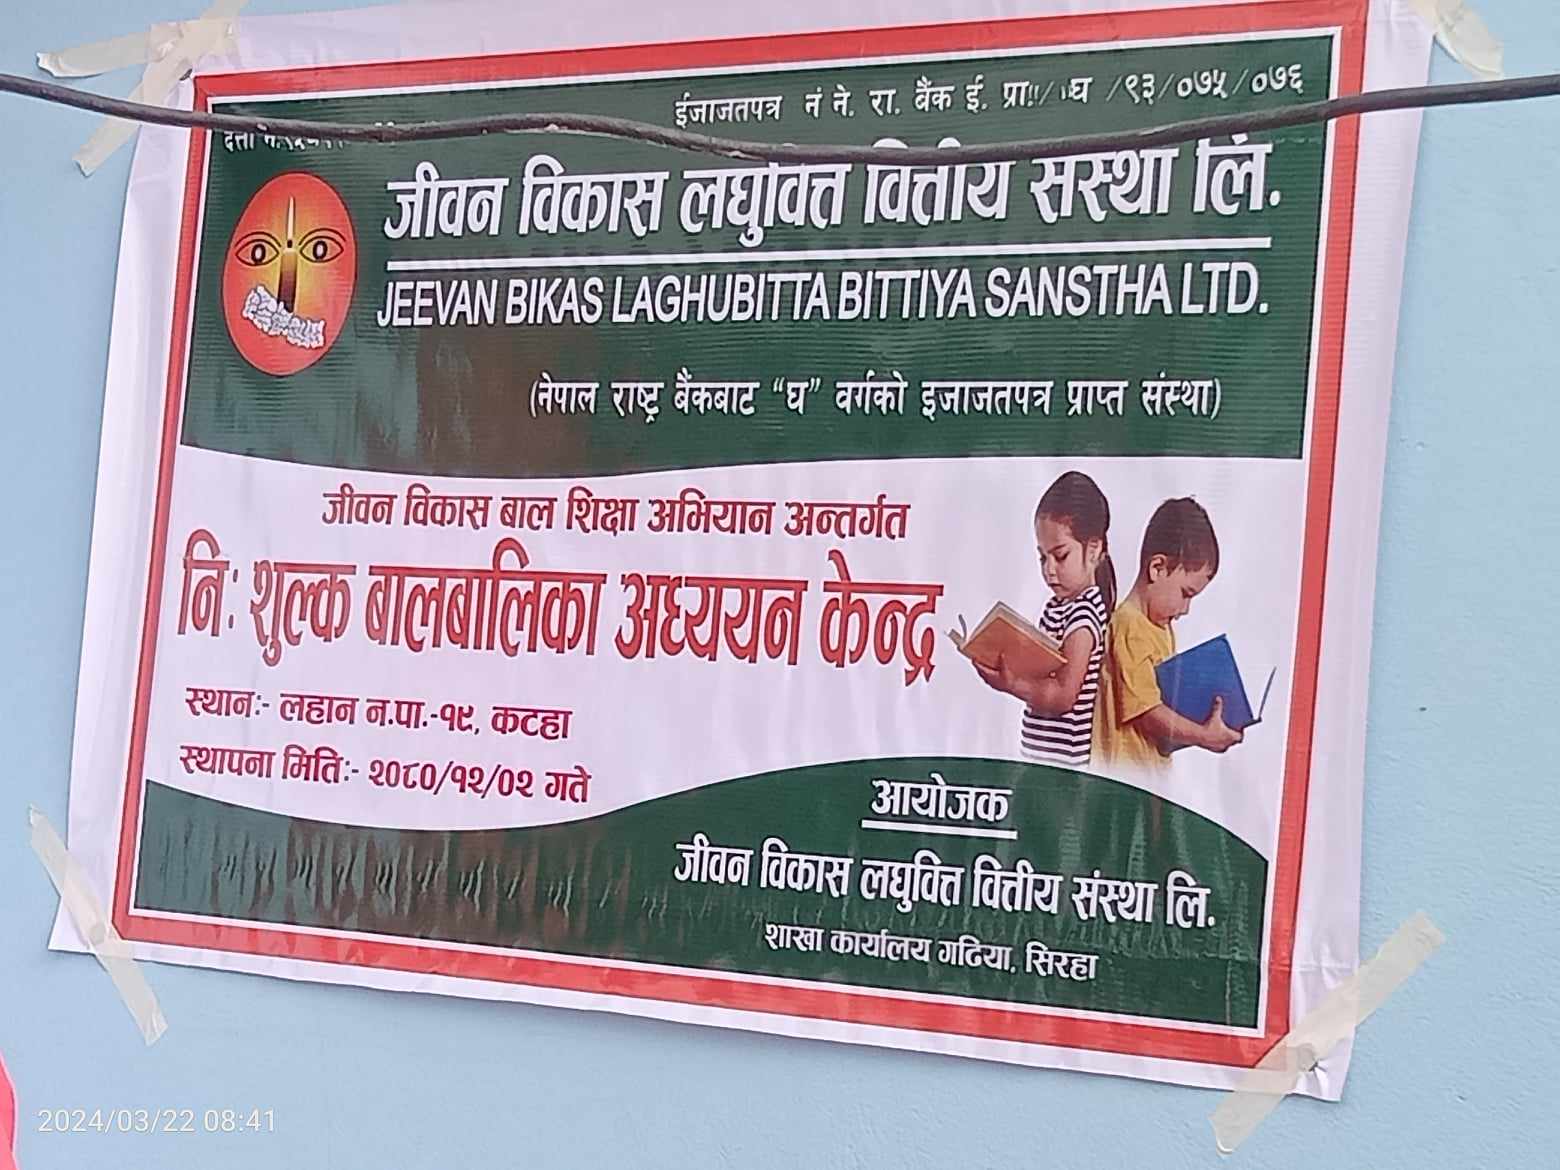 ईजाजतपत्र नं ने. रा. बैंक ई. प्रा. /घ /९३/०७५/०७६
जीवन विकास लघुवित्त वित्तीय संस्था लि.
JEEVAN BIKAS LAGHUBITTA BITTIYA SANSTHA LTD.
(नेपाल राष्ट्र बैंकबाट "घ" वर्गको इजाजतपत्र प्राप्त संस्था)
जीवन विकास बाल शिक्षा अभियान अन्तर्गत
नि: शुल्क बालबालिका अध्ययन केन्द्र
स्थान:- लहान न.पा.-१९, कटहा
स्थापना मिति:- २०८०/१२/०२ गते
आयोजक
जीवन विकास लघुवित्त वित्तीय संस्था लि.
शाखा कार्यालय गढिया, सिरहा
2024/03/22 08:41